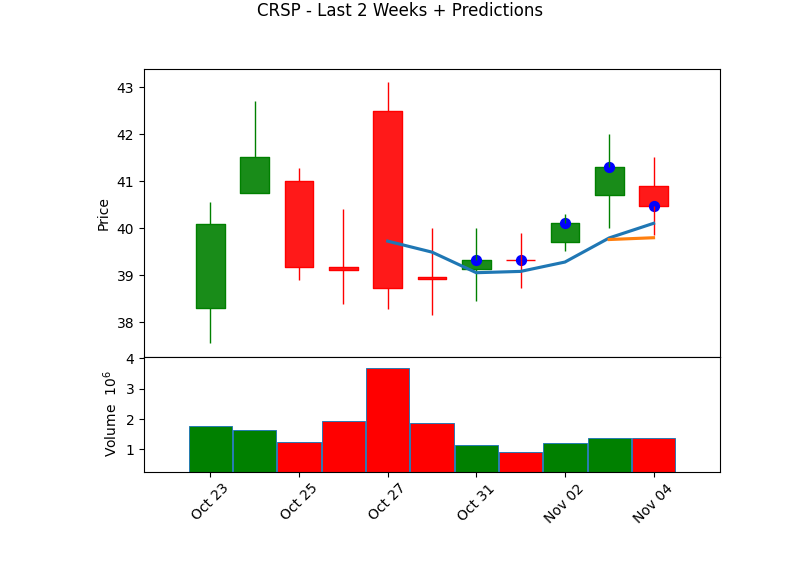 CRSP - Last 2 Weeks + Predictions
43
42
41
40
39
38
Price
4
3
2
1
Volume 10^6
Oct 23
Oct 25
Oct 27
Oct 31
Nov 02
Nov 04